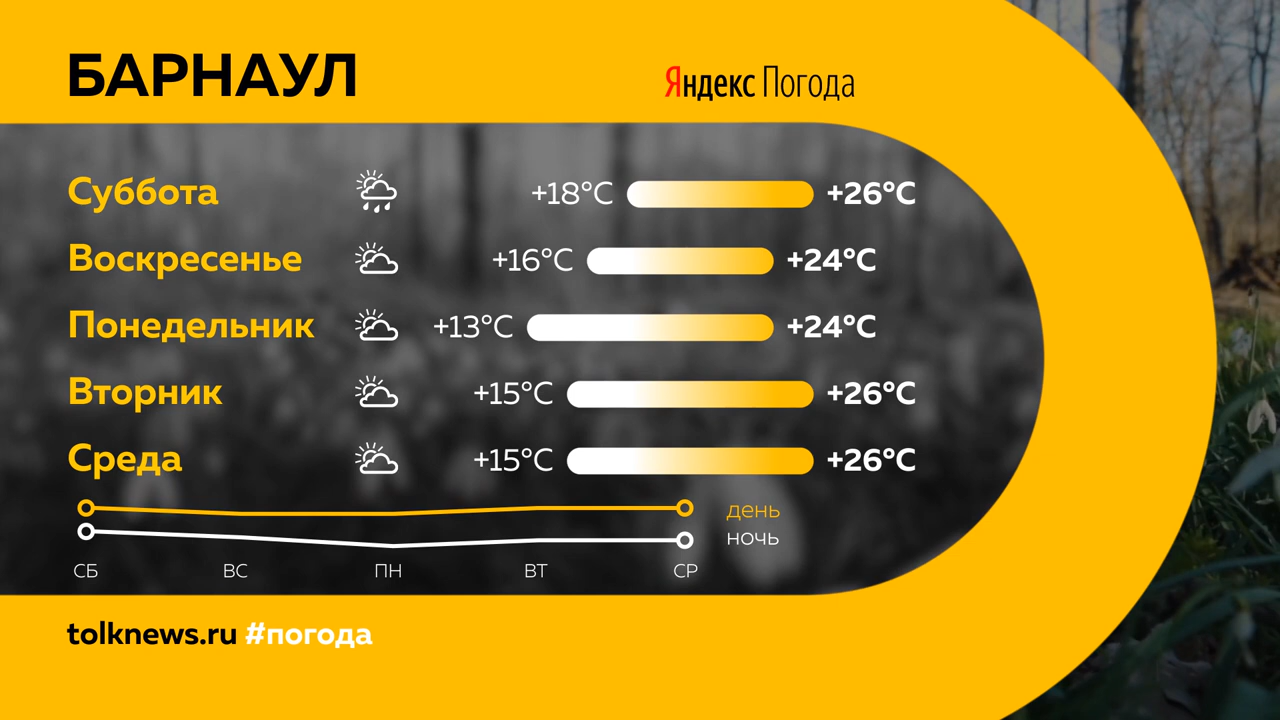 БАРНАУЛ
Яндекс Погода
Суббота +18°C +26°C
Воскресенье +16°C +24°C
Понедельник +13°C +24°C
Вторник +15°C +26°C
Среда +15°C +26°C
день
ночь
СБ ВС ПН ВТ СР
tolknews.ru #погода